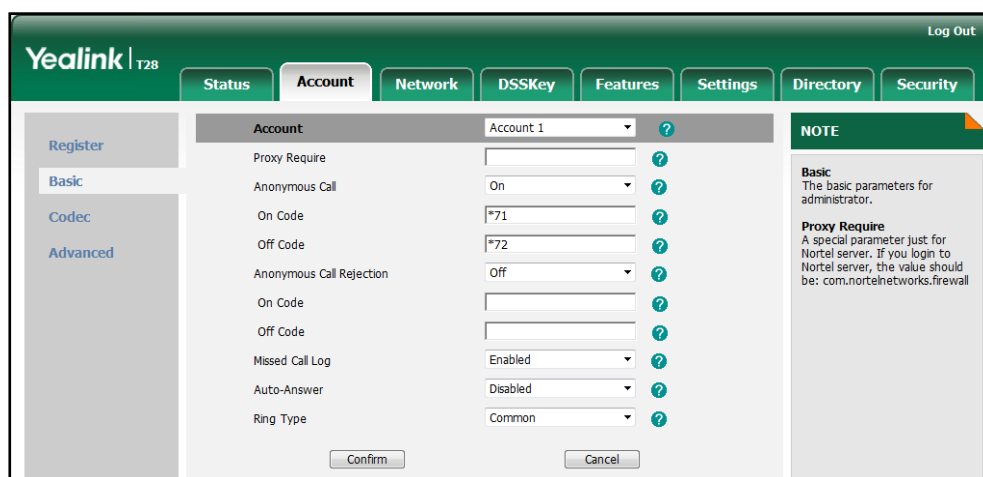 Log Out
Yealink | T28
Status Account Network DSSKey Features Settings Directory Security
Register
Basic
Codec
Advanced
Account Account 1 ?
Proxy Require ?
Anonymous Call On ?
On Code *71 ?
Off Code *72 ?
Anonymous Call Rejection Off ?
On Code ?
Off Code ?
Missed Call Log Enabled ?
Auto-Answer Disabled ?
Ring Type Common ?
Confirm Cancel
NOTE
Basic
The basic parameters for
administrator.
Proxy Require
A special parameter just for
Nortel server. If you login to
Nortel server, the value should
be: com.nortelnetworks.firewall